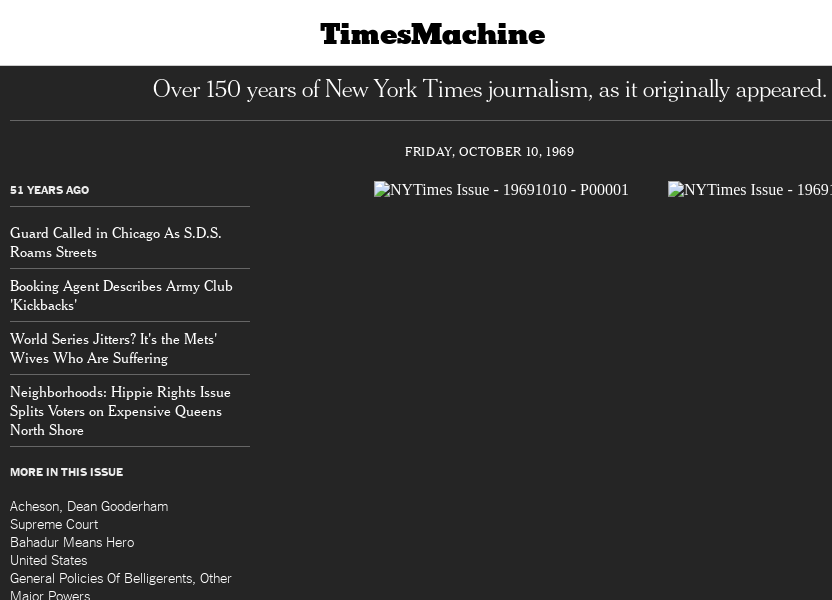 TimesMachine
Over 150 years of New York Times journalism, as it originally appeared.
FRIDAY, OCTOBER 10, 1969
51 YEARS AGO
Guard Called in Chicago As S.D.S.
Roams Streets
Booking Agent Describes Army Club
'Kickbacks'
World Series Jitters? It's the Mets'
Wives Who Are Suffering
Neighborhoods: Hippie Rights Issue
Splits Voters on Expensive Queens
North Shore
MORE IN THIS ISSUE
Acheson, Dean Gooderham
Supreme Court
Bahadur Means Hero
United States
General Policies Of Belligerents, Other
Major Powers
NYTimes Issue - 19691010 - P00001
NYTimes Issue - 19691